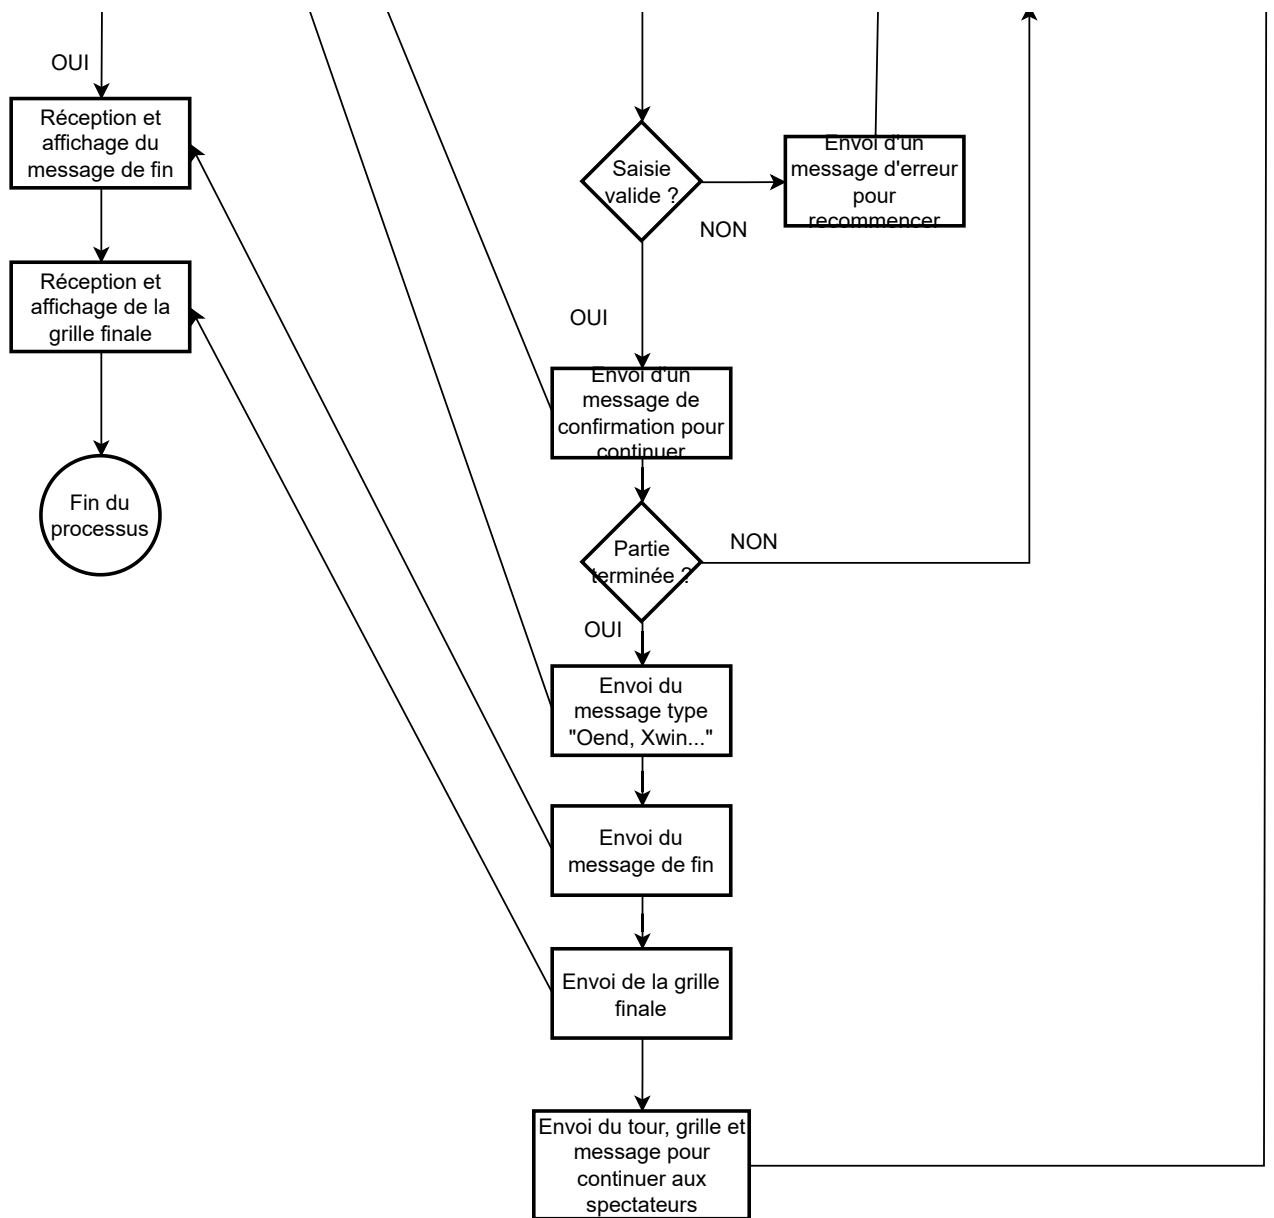 OUI
Réception et
affichage du
message de fin
Réception et
affichage de la
grille finale
Fin du
processus
Saisie
valide ?
NON
Envoi d'un
message d'erreur
pour
recommencer
OUI
Envoi d'un
message de
confirmation pour
continuer
Partie
terminée ?
NON
OUI
Envoi du
message type
"Oend, Xwin..."
Envoi du
message de fin
Envoi de la grille
finale
Envoi du tour, grille et
message pour
continuer aux
spectateurs